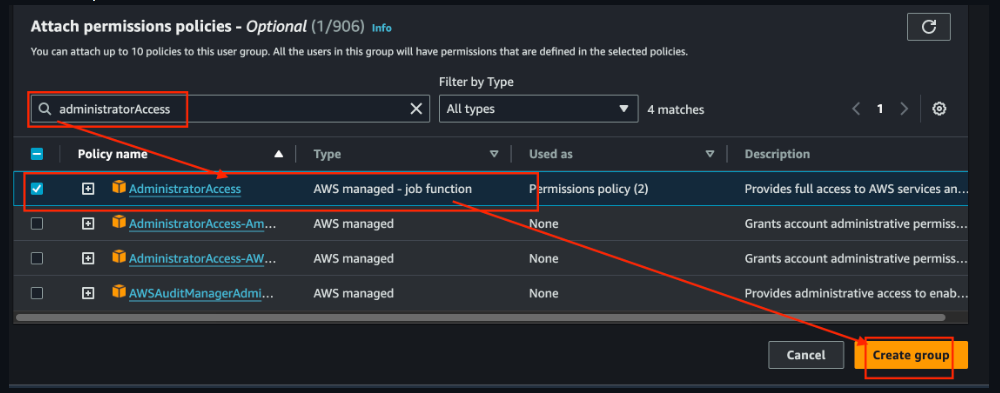 Attach permissions policies - Optional (1/906) Info
You can attach up to 10 policies to this user group. All the users in this group will have permissions that are defined in the selected policies.
Filter by Type
administratorAccess All types 4 matches 1
Policy name Type Used as Description
AdministratorAccess AWS managed - job function Permissions policy (2) Provides full access to AWS services an...
AdministratorAccess-Am... AWS managed None Grants account administrative permiss...
AdministratorAccess-AW... AWS managed None Grants account administrative permiss...
AWSAuditManagerAdmi... AWS managed None Provides administrative access to enab...
Cancel Create group